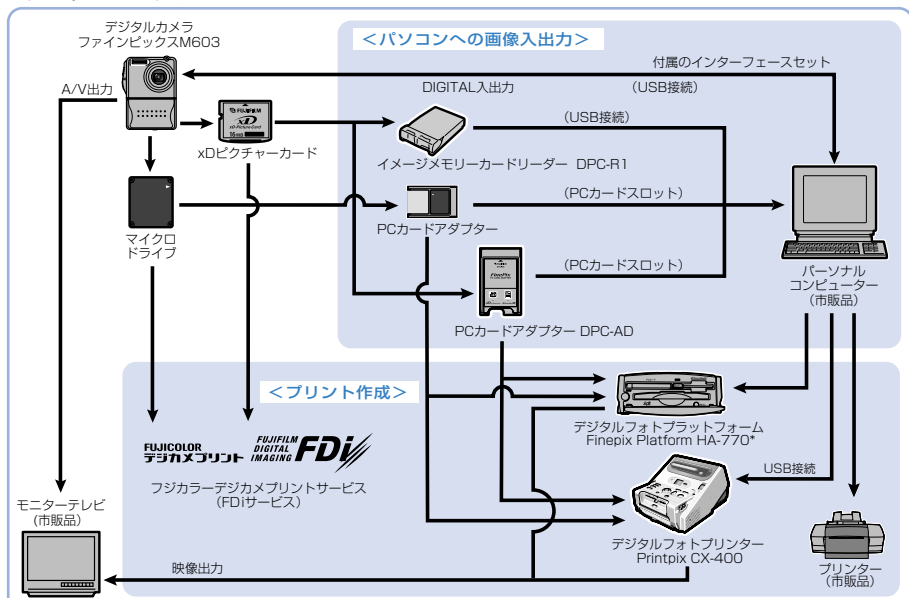 デジタルカメラ
ファインピックスM603
＜パソコンへの画像入出力＞
付属のインターフェースセット
（USB接続）
A/V出力
DIGITAL入出力
FUJIFILM
xD
xD-Picture Card
16MB
（USB接続）
xDピクチャーカード
イメージメモリーカードリーダー DPC-R1
（PCカードスロット）
PCカードアダプター
マイクロ
ドライブ
FinePix
（PCカードスロット）
パーソナル
コンピューター
（市販品）
PCカードアダプター DPC-AD
＜プリント作成＞
FUJICOLOR
デジカメプリント
FUJIFILM
DIGITAL
IMAGING
FDi
デジタルフォトプラットフォーム
Finepix Platform HA-770*
フジカラーデジカメプリントサービス
（FDiサービス）
USB接続
モニターテレビ
（市販品）
デジタルフォトプリンター
Printpix CX-400
プリンター
（市販品）
映像出力